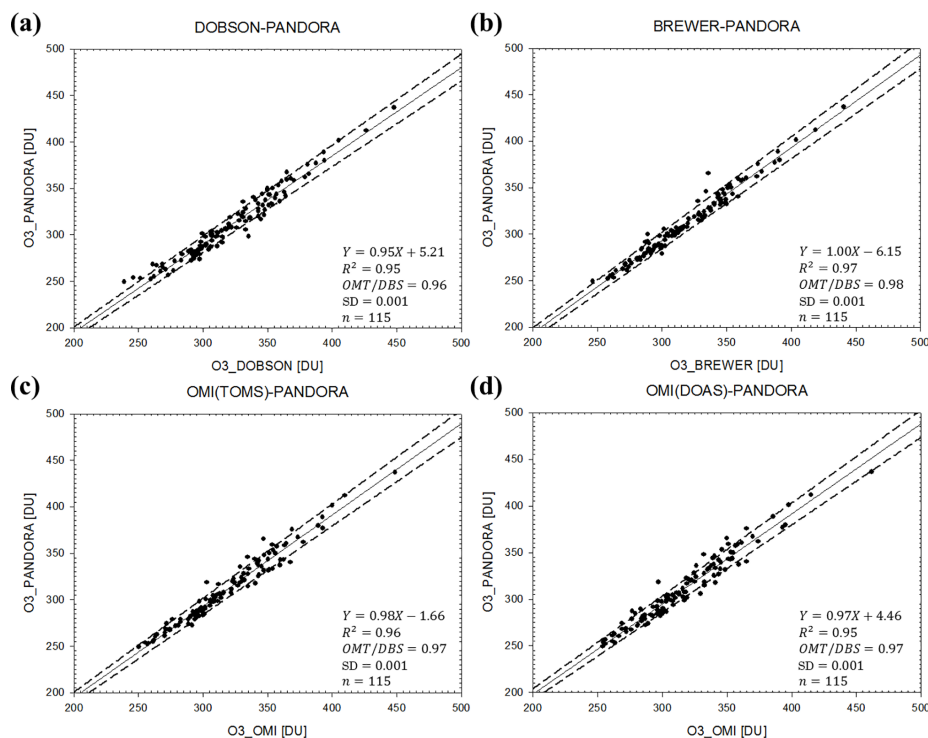 (a)
DOBSON-PANDORA
500
450
400
350
300
250
200
O3_PANDORA [DU]
Y = 0.95X + 5.21
R² = 0.95
OMT/DBS = 0.96
SD = 0.001
n = 115
200 250 300 350 400 450 500
O3_DOBSON [DU]
(b)
BREWER-PANDORA
500
450
400
350
300
250
200
O3_PANDORA [DU]
Y = 1.00X − 6.15
R² = 0.97
OMT/DBS = 0.98
SD = 0.001
n = 115
200 250 300 350 400 450 500
O3_BREWER [DU]
(c)
OMI(TOMS)-PANDORA
500
450
400
350
300
250
200
O3_PANDORA [DU]
Y = 0.98X − 1.66
R² = 0.96
OMT/DBS = 0.97
SD = 0.001
n = 115
200 250 300 350 400 450 500
O3_OMI [DU]
(d)
OMI(DOAS)-PANDORA
500
450
400
350
300
250
200
O3_PANDORA [DU]
Y = 0.97X + 4.46
R² = 0.95
OMT/DBS = 0.97
SD = 0.001
n = 115
200 250 300 350 400 450 500
O3_OMI [DU]